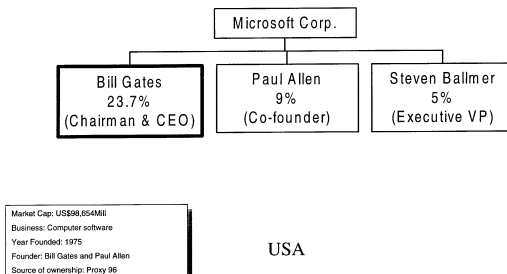 Microsoft Corp.
Bill Gates
23.7%
(Chairman & CEO)
Paul Allen
9%
(Co-founder)
Steven Ballmer
5%
(Executive VP)
Market Cap: US$98,654Mill
Business: Computer software
Year Founded: 1975
Founder: Bill Gates and Paul Allen
Source of ownership: Proxy 96
USA